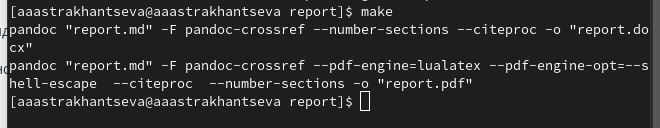 [aaastrakhantseva@aaastrakhantseva report]$ make
pandoc "report.md" -F pandoc-crossref --number-sections --citeproc -o "report.do
cx"
pandoc "report.md" -F pandoc-crossref --pdf-engine=lualatex --pdf-engine-opt=--s
hell-escape  --citeproc  --number-sections -o "report.pdf"
[aaastrakhantseva@aaastrakhantseva report]$